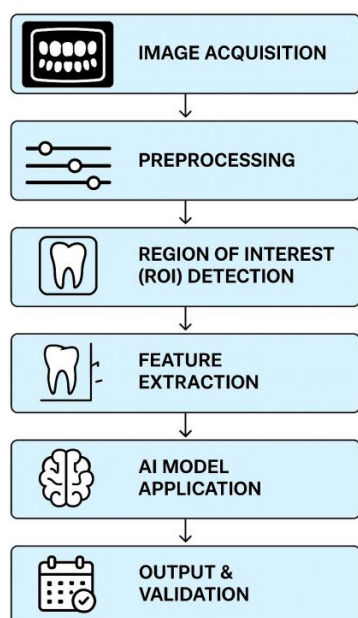 IMAGE ACQUISITION
PREPROCESSING
REGION OF INTEREST
(ROI) DETECTION
FEATURE
EXTRACTION
AI MODEL
APPLICATION
OUTPUT &
VALIDATION